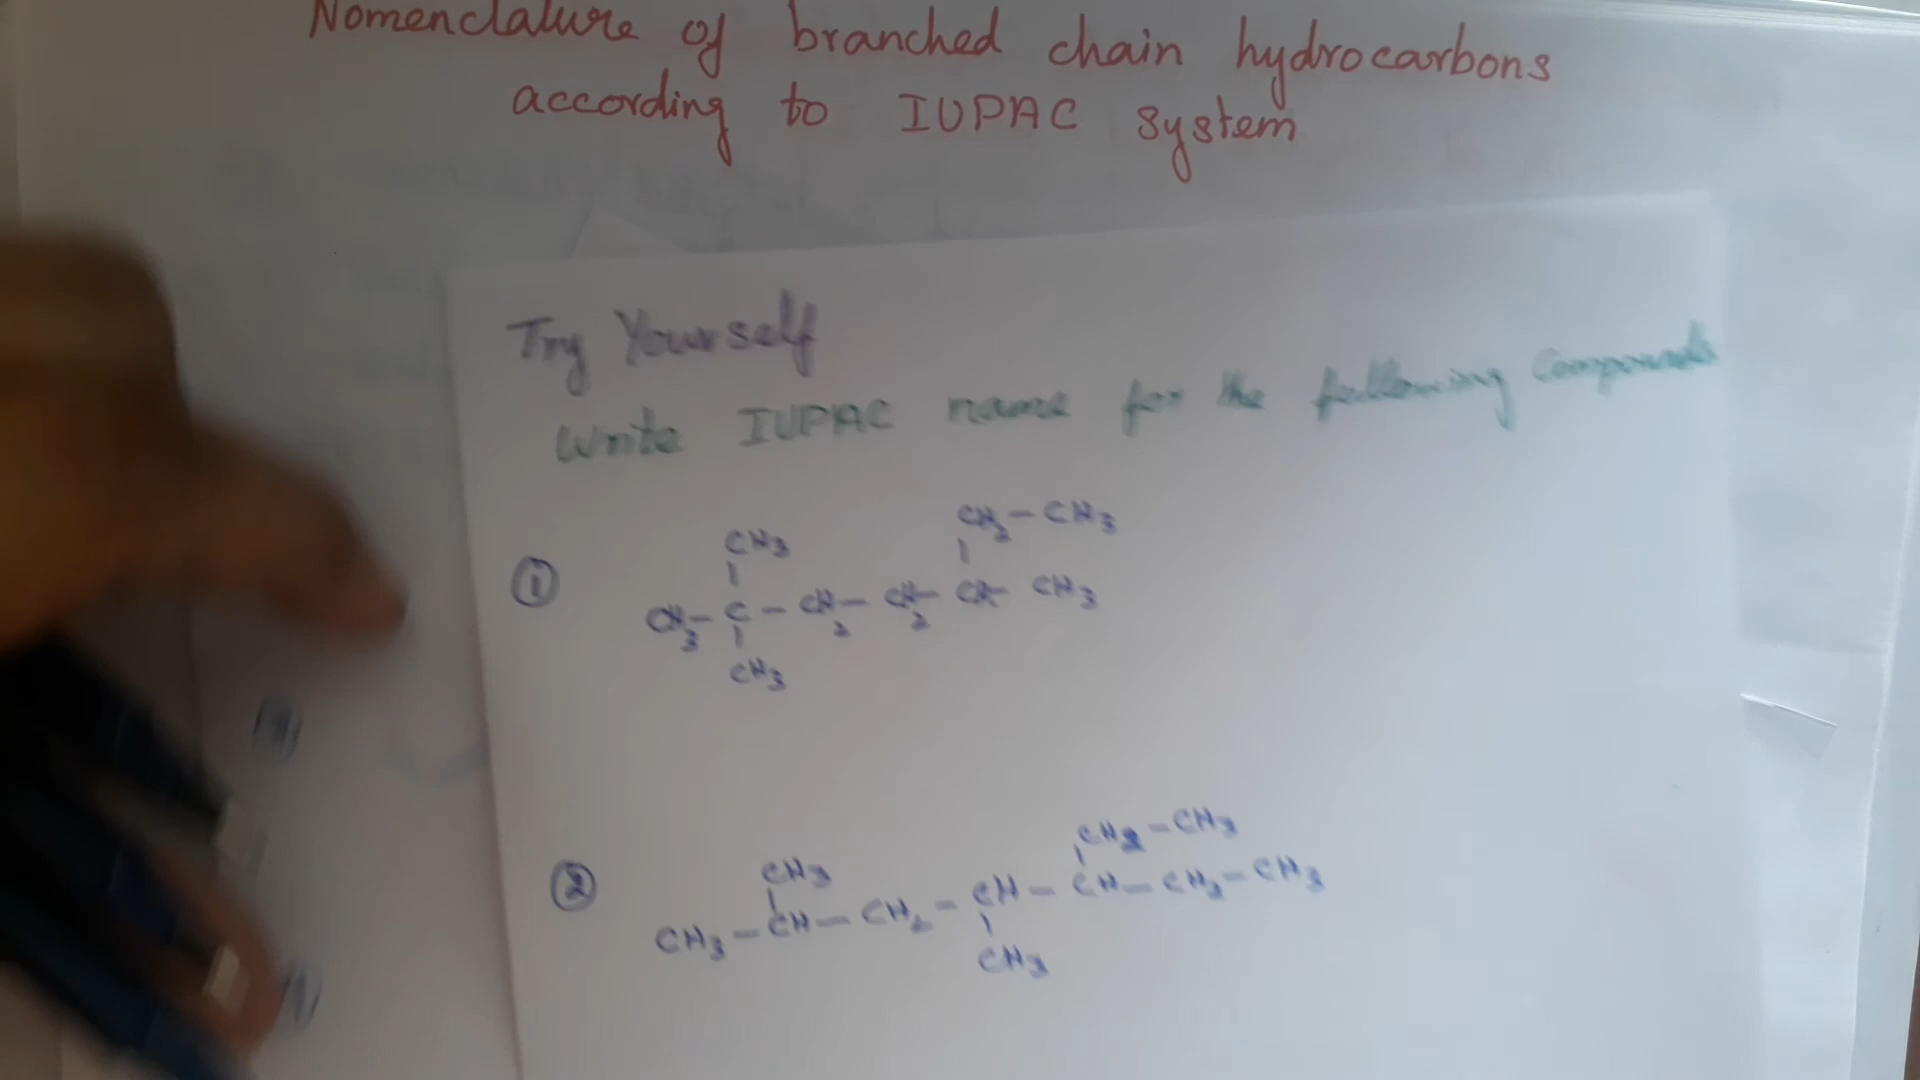 Nomenclature of branched chain hydrocarbons
according to IUPAC system
Try Yourself
Write IUPAC name for the following Compounds
CH2-CH3
CH3
①
CH3-C-CH2-CH2-CH-CH3
CH3
CH2-CH3
CH3
②
CH3-CH-CH2-CH-CH-CH2-CH3
CH3